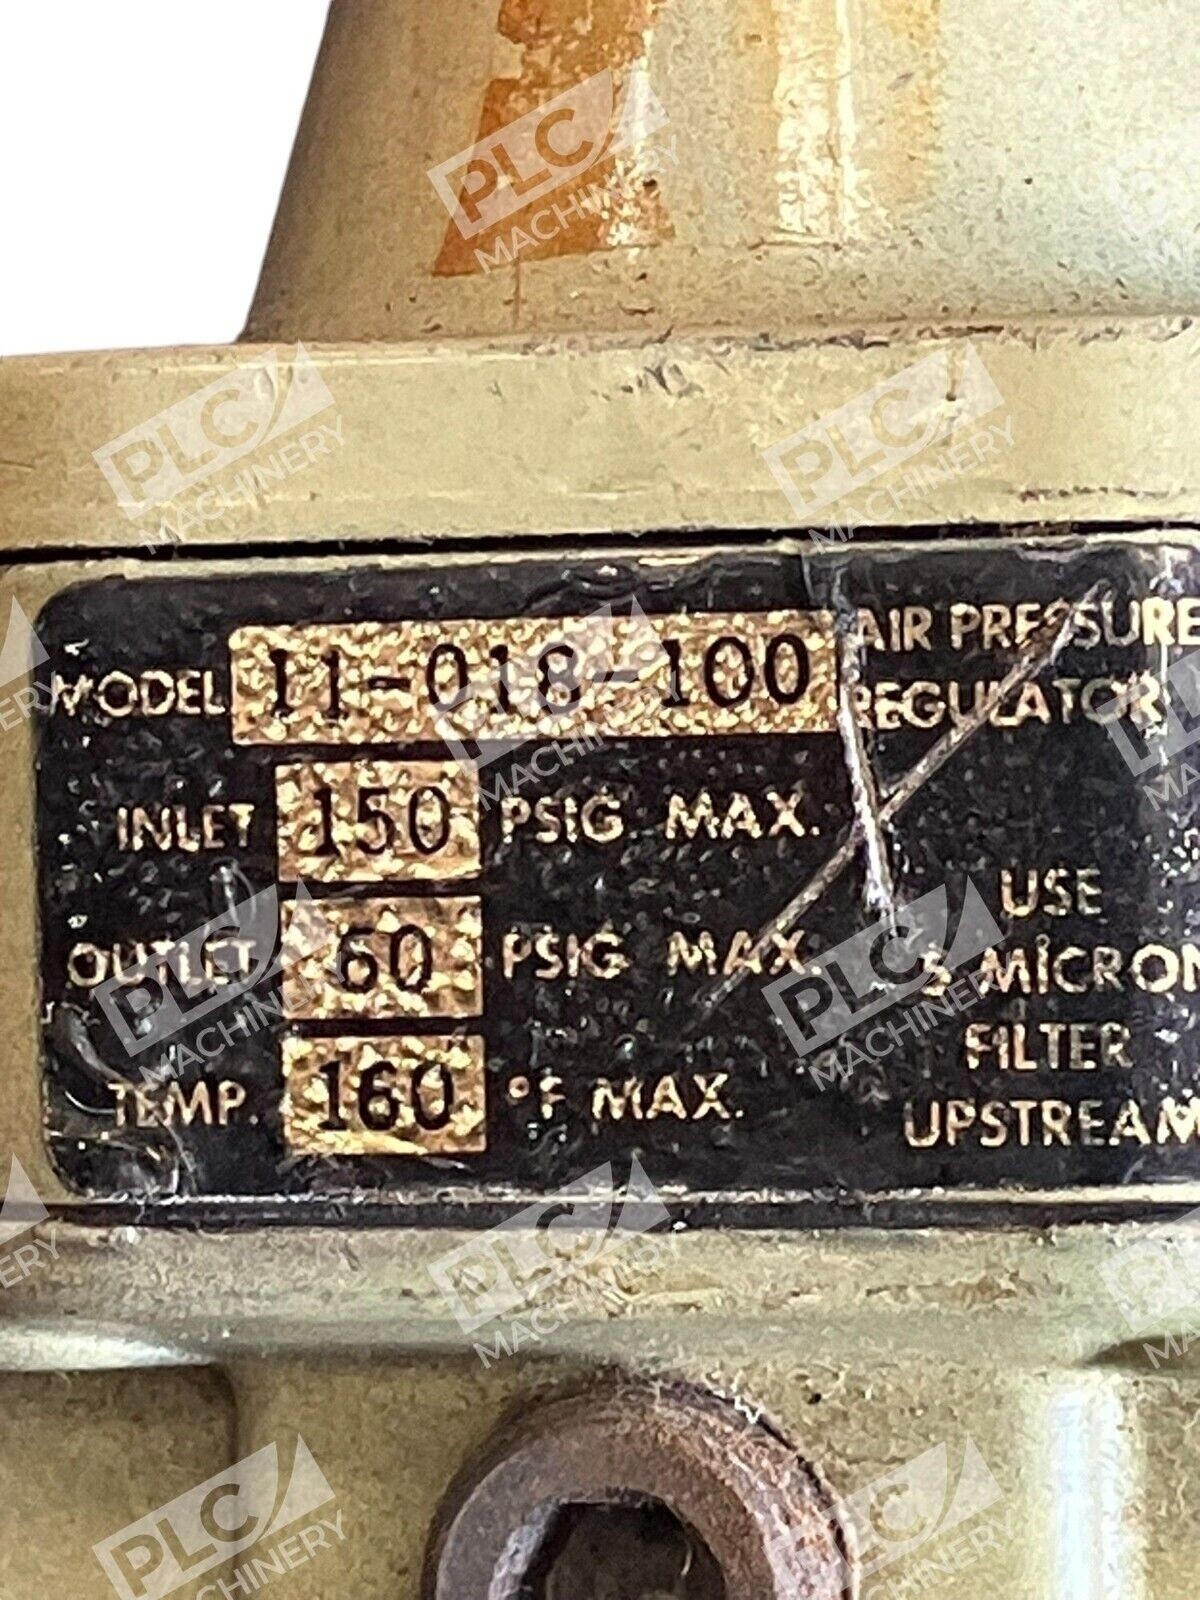 MODEL 11-018-100 AIR PRESSURE
REGULATOR
INLET 150 PSIG MAX.
OUTLET 60 PSIG MAX.
TEMP. 160 °F MAX.
USE
5 MICRON
FILTER
UPSTREAM
PLC
MACHINERY